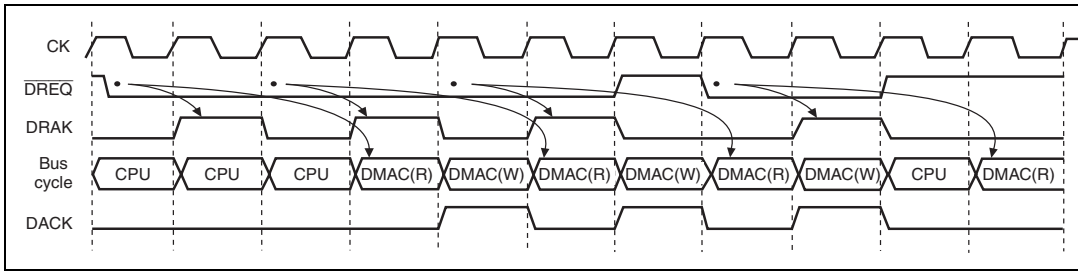 CK
DREQ
DRAK
Bus
cycle
CPU CPU CPU DMAC(R) DMAC(W) DMAC(R) DMAC(W) DMAC(R) DMAC(W) CPU DMAC(R)
DACK